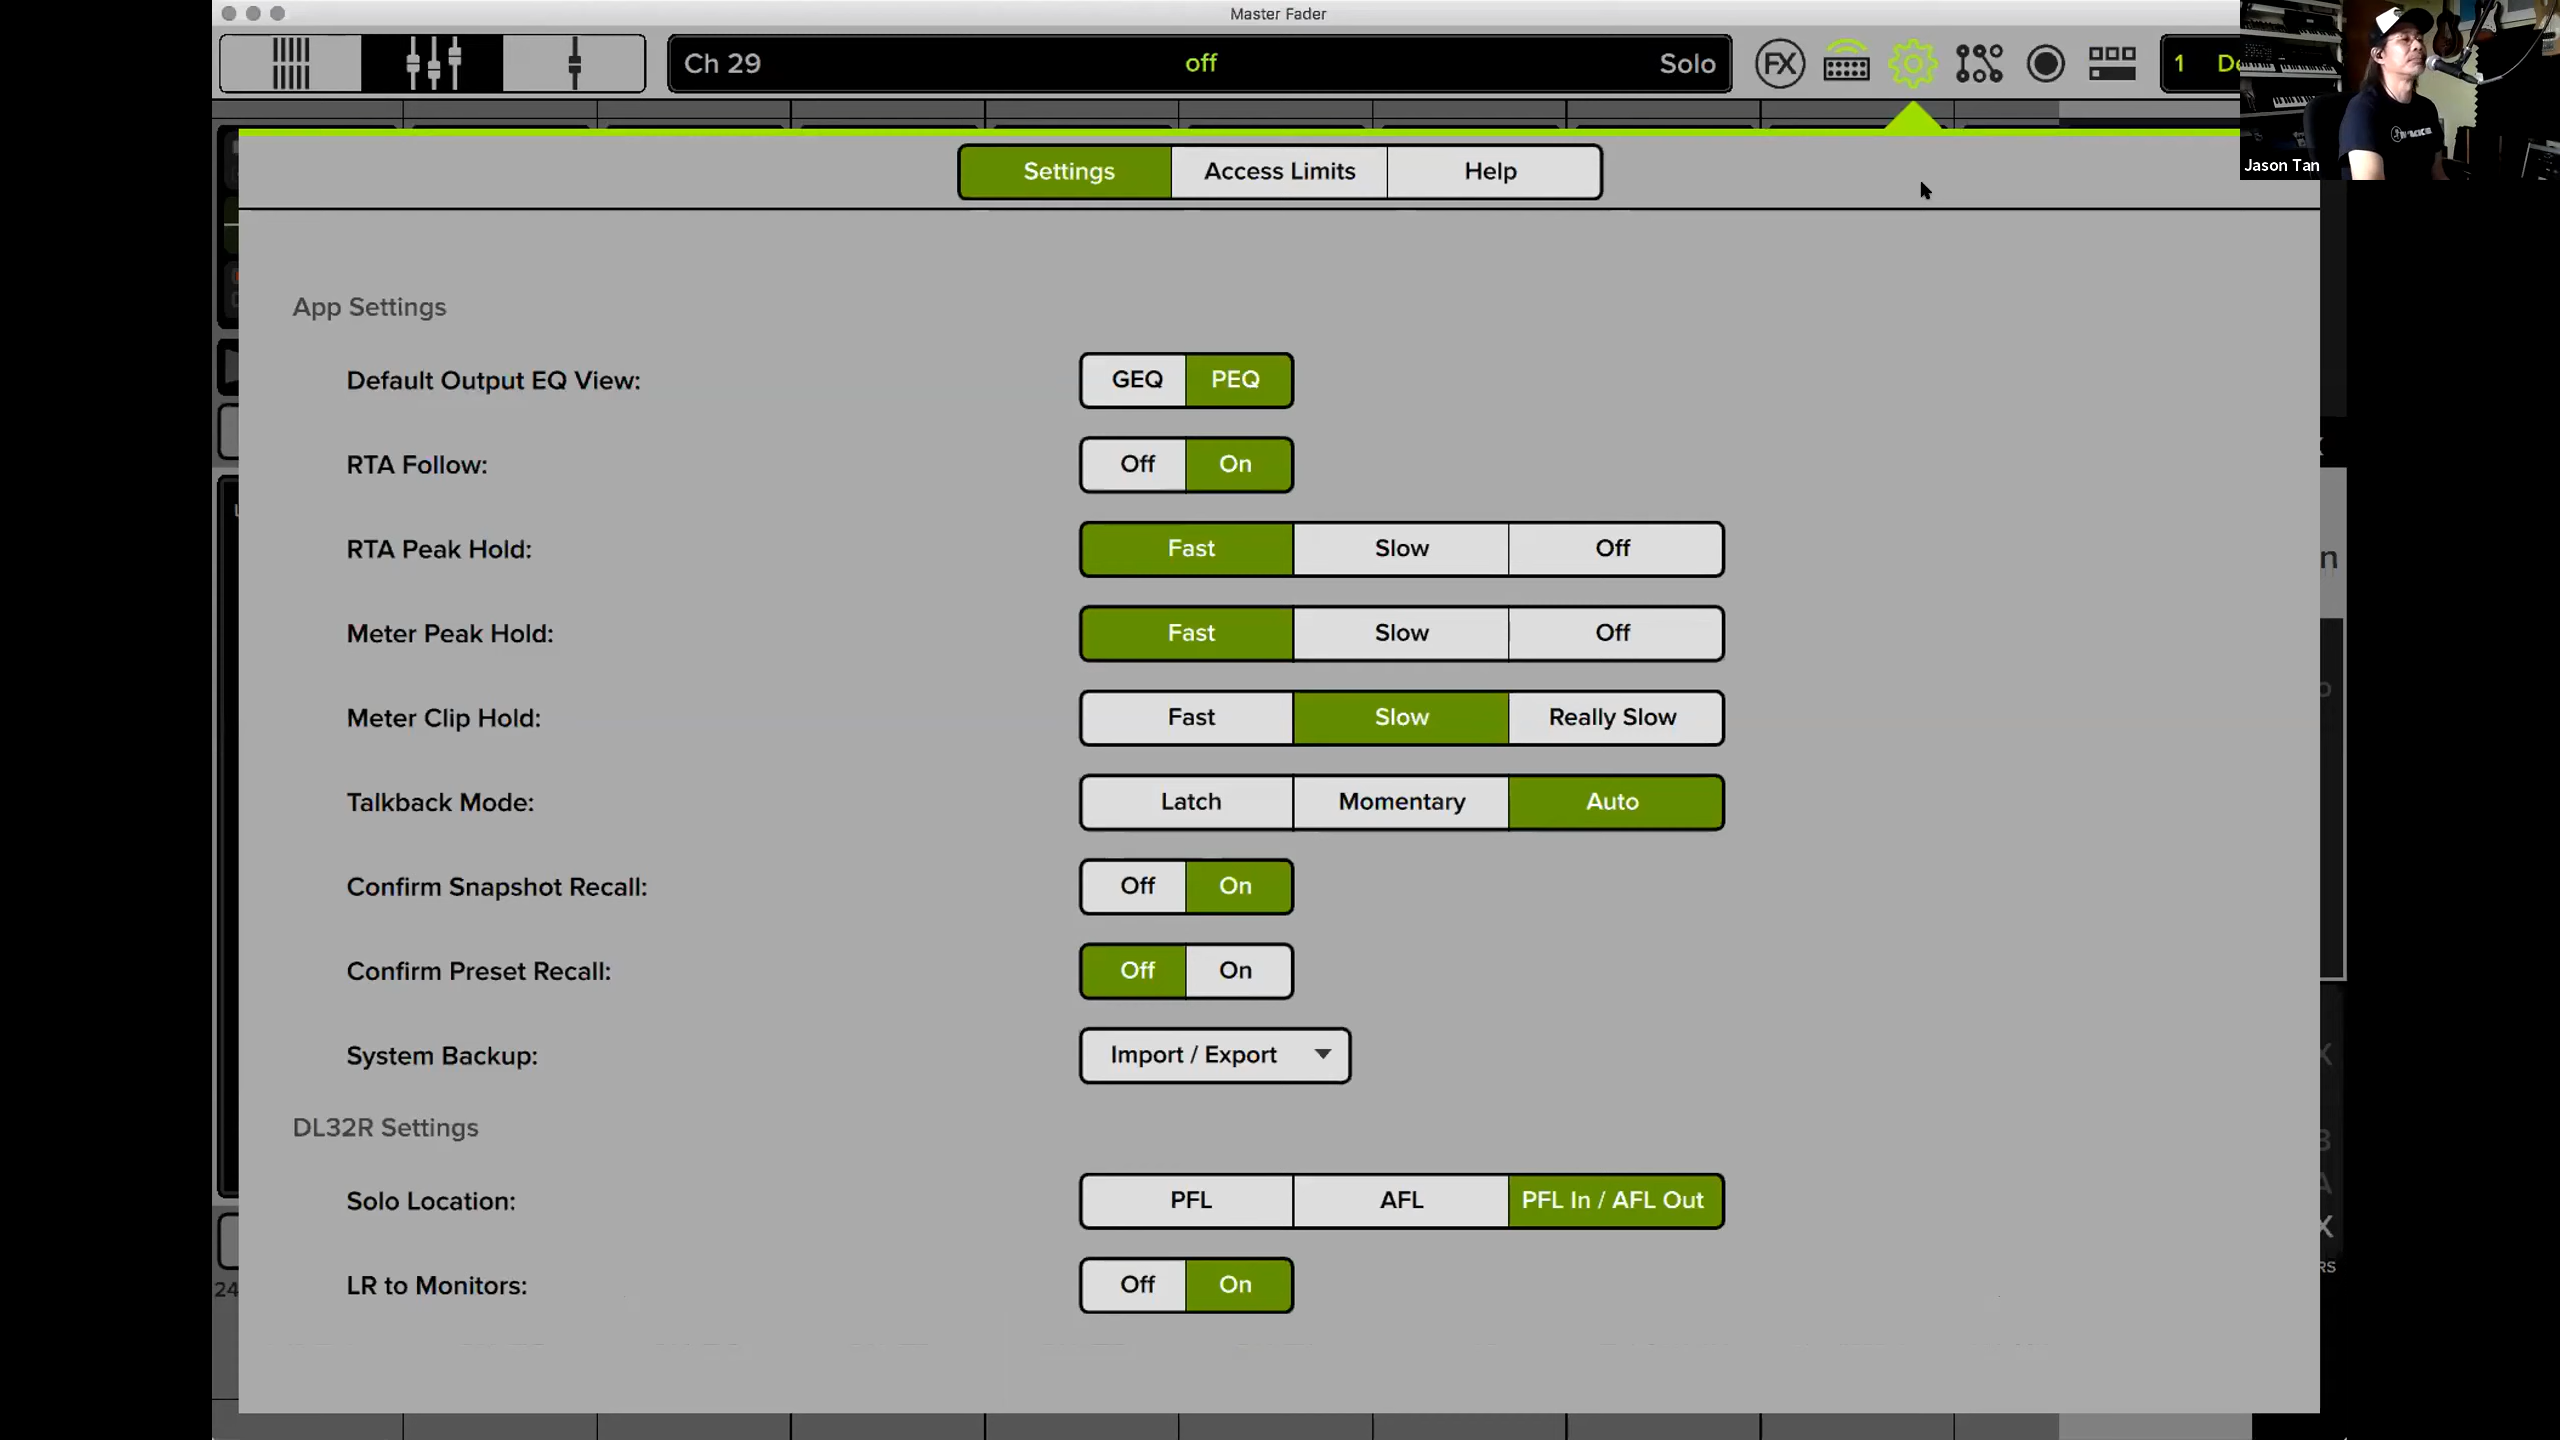 Master Fader
Ch 29 off Solo
FX
1 De
Jason Tan
Settings Access Limits Help
App Settings
Default Output EQ View: GEQ PEQ
RTA Follow: Off On
RTA Peak Hold: Fast Slow Off
Meter Peak Hold: Fast Slow Off
Meter Clip Hold: Fast Slow Really Slow
Talkback Mode: Latch Momentary Auto
Confirm Snapshot Recall: Off On
Confirm Preset Recall: Off On
System Backup: Import / Export
DL32R Settings
Solo Location: PFL AFL PFL In / AFL Out
LR to Monitors: Off On
24